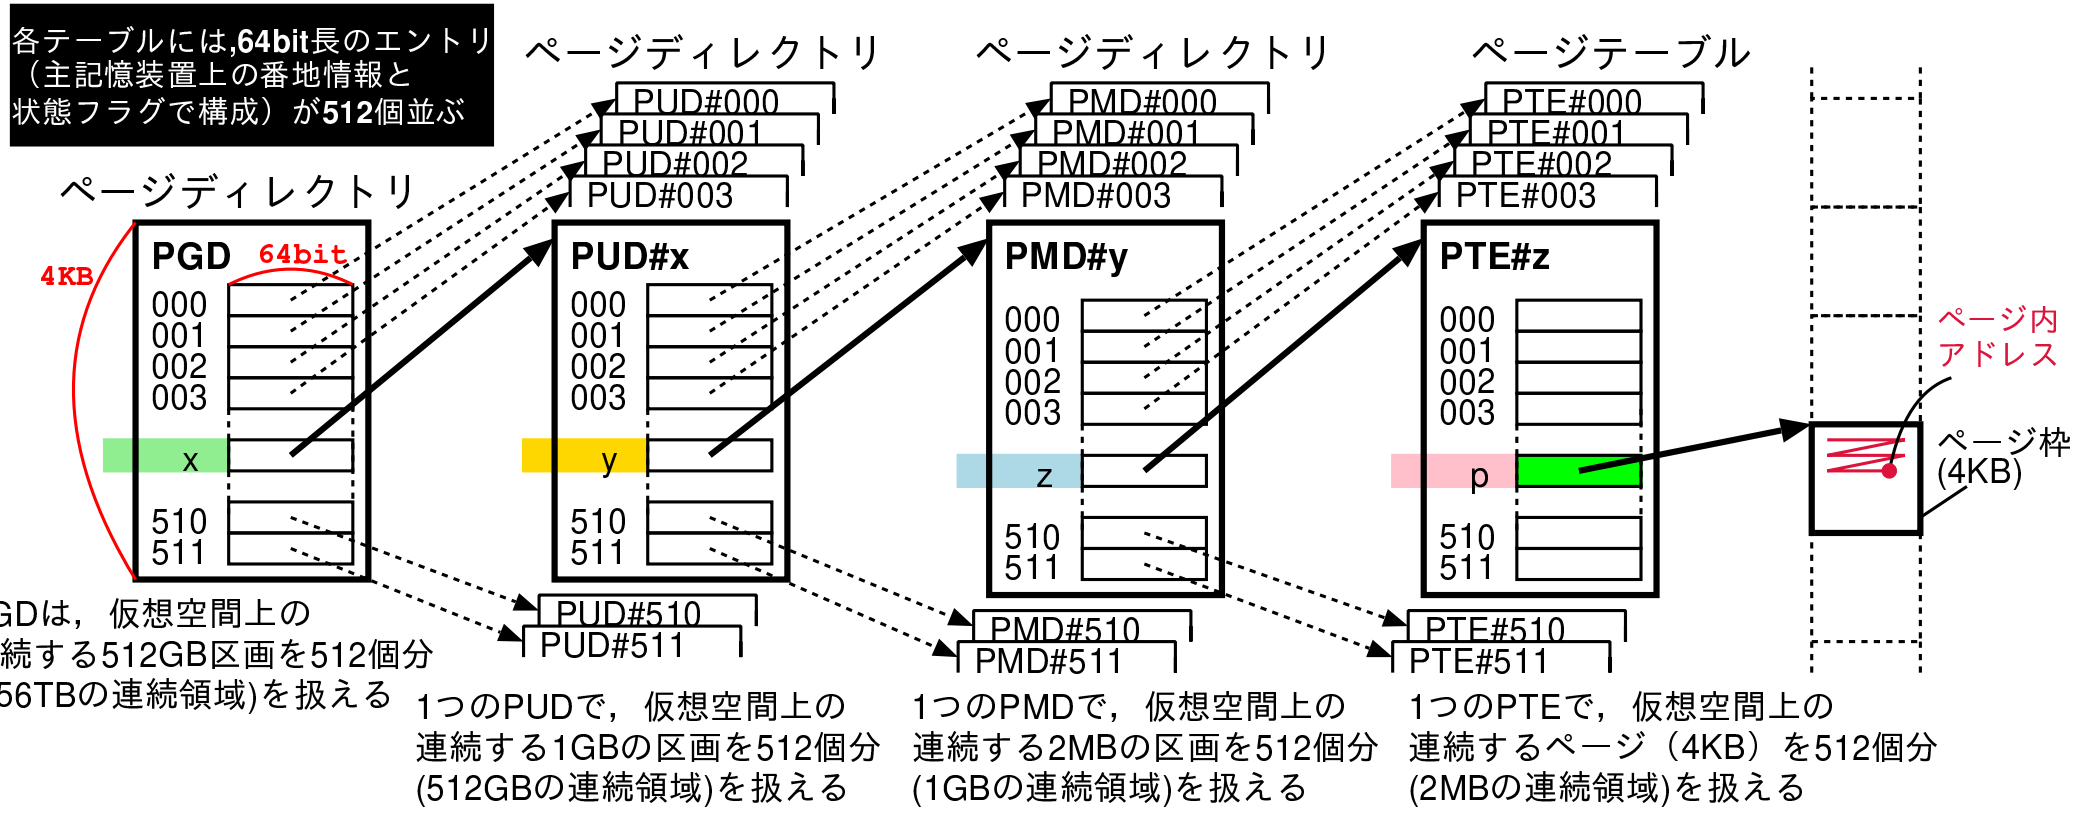 各テーブルには,64bit長のエントリ
（主記憶装置上の番地情報と
状態フラグで構成）が512個並ぶ
ページディレクトリ
PGD
64bit
4KB
000
001
002
003
x
510
511
GDは，仮想空間上の
続する512GB区画を512個分
56TBの連続領域)を扱える
ページディレクトリ
PUD#000
PUD#001
PUD#002
PUD#003
PUD#x
000
001
002
003
y
510
511
PUD#510
PUD#511
1つのPUDで，仮想空間上の
連続する1GBの区画を512個分
(512GBの連続領域)を扱える
ページディレクトリ
PMD#000
PMD#001
PMD#002
PMD#003
PMD#y
000
001
002
003
z
510
511
PMD#510
PMD#511
1つのPMDで，仮想空間上の
連続する2MBの区画を512個分
(1GBの連続領域)を扱える
ページテーブル
PTE#000
PTE#001
PTE#002
PTE#003
PTE#z
000
001
002
003
p
510
511
PTE#510
PTE#511
1つのPTEで，仮想空間上の
連続するページ（4KB）を512個分
(2MBの連続領域)を扱える
ページ内
アドレス
ページ枠
(4KB)